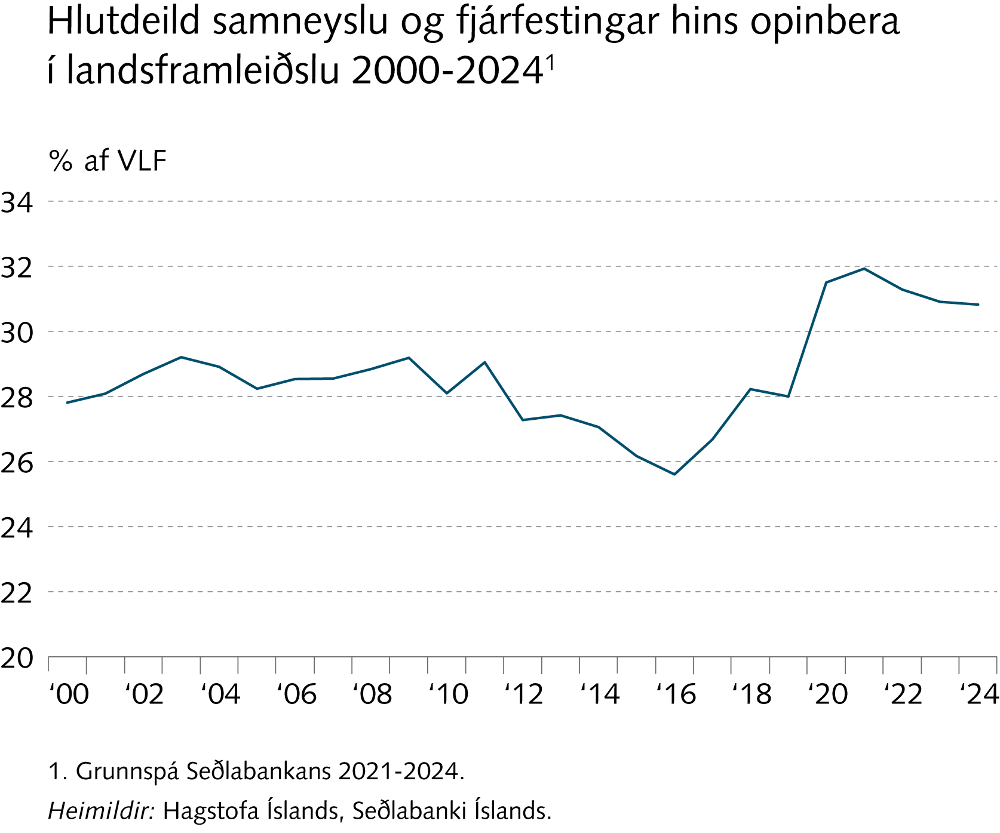 Hlutdeild samneyslu og fjárfestingar hins opinbera
í landsframleiðslu 2000-2024¹
% af VLF
34
32
30
28
26
24
22
20
‘00 ‘02 ‘04 ‘06 ‘08 ‘10 ‘12 ‘14 ‘16 ‘18 ‘20 ‘22 ‘24
1. Grunnspá Seðlabankans 2021-2024.
Heimildir: Hagstofa Íslands, Seðlabanki Íslands.